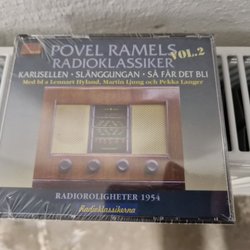 POVEL RAMELS
RADIOKLASSIKER VOL.2
KARUSELLEN · SLÄNGGUNGAN · SÅ FÅR DET BLI
Med bl a Lennart Hyland, Martin Ljung och Pekka Langer
RADIOROLIGHETER 1954
Radioklassikerna